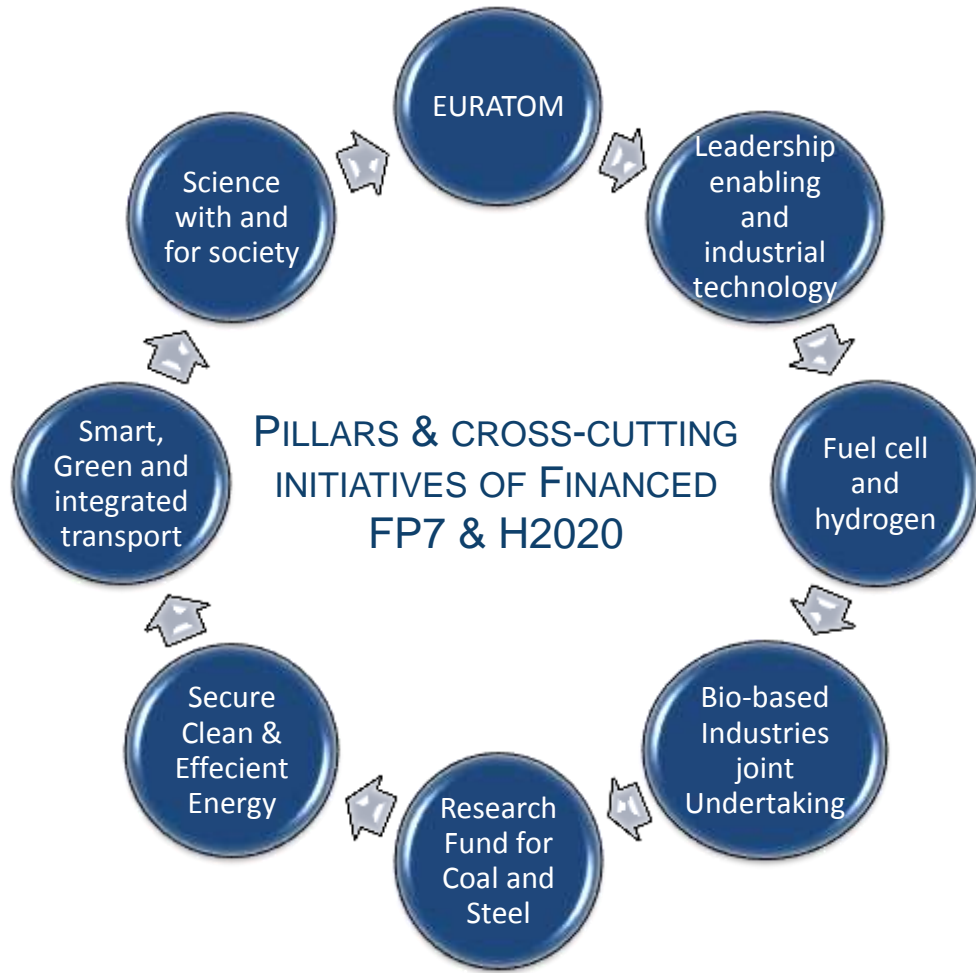 EURATOM
Leadership
enabling
and
industrial
technology
Fuel cell
and
hydrogen
Bio-based
Industries
joint
Undertaking
Research
Fund for
Coal and
Steel
Secure
Clean &
Effecient
Energy
Smart,
Green and
integrated
transport
Science
with and
for society
PILLARS & CROSS-CUTTING
INITIATIVES OF FINANCED
FP7 & H2020